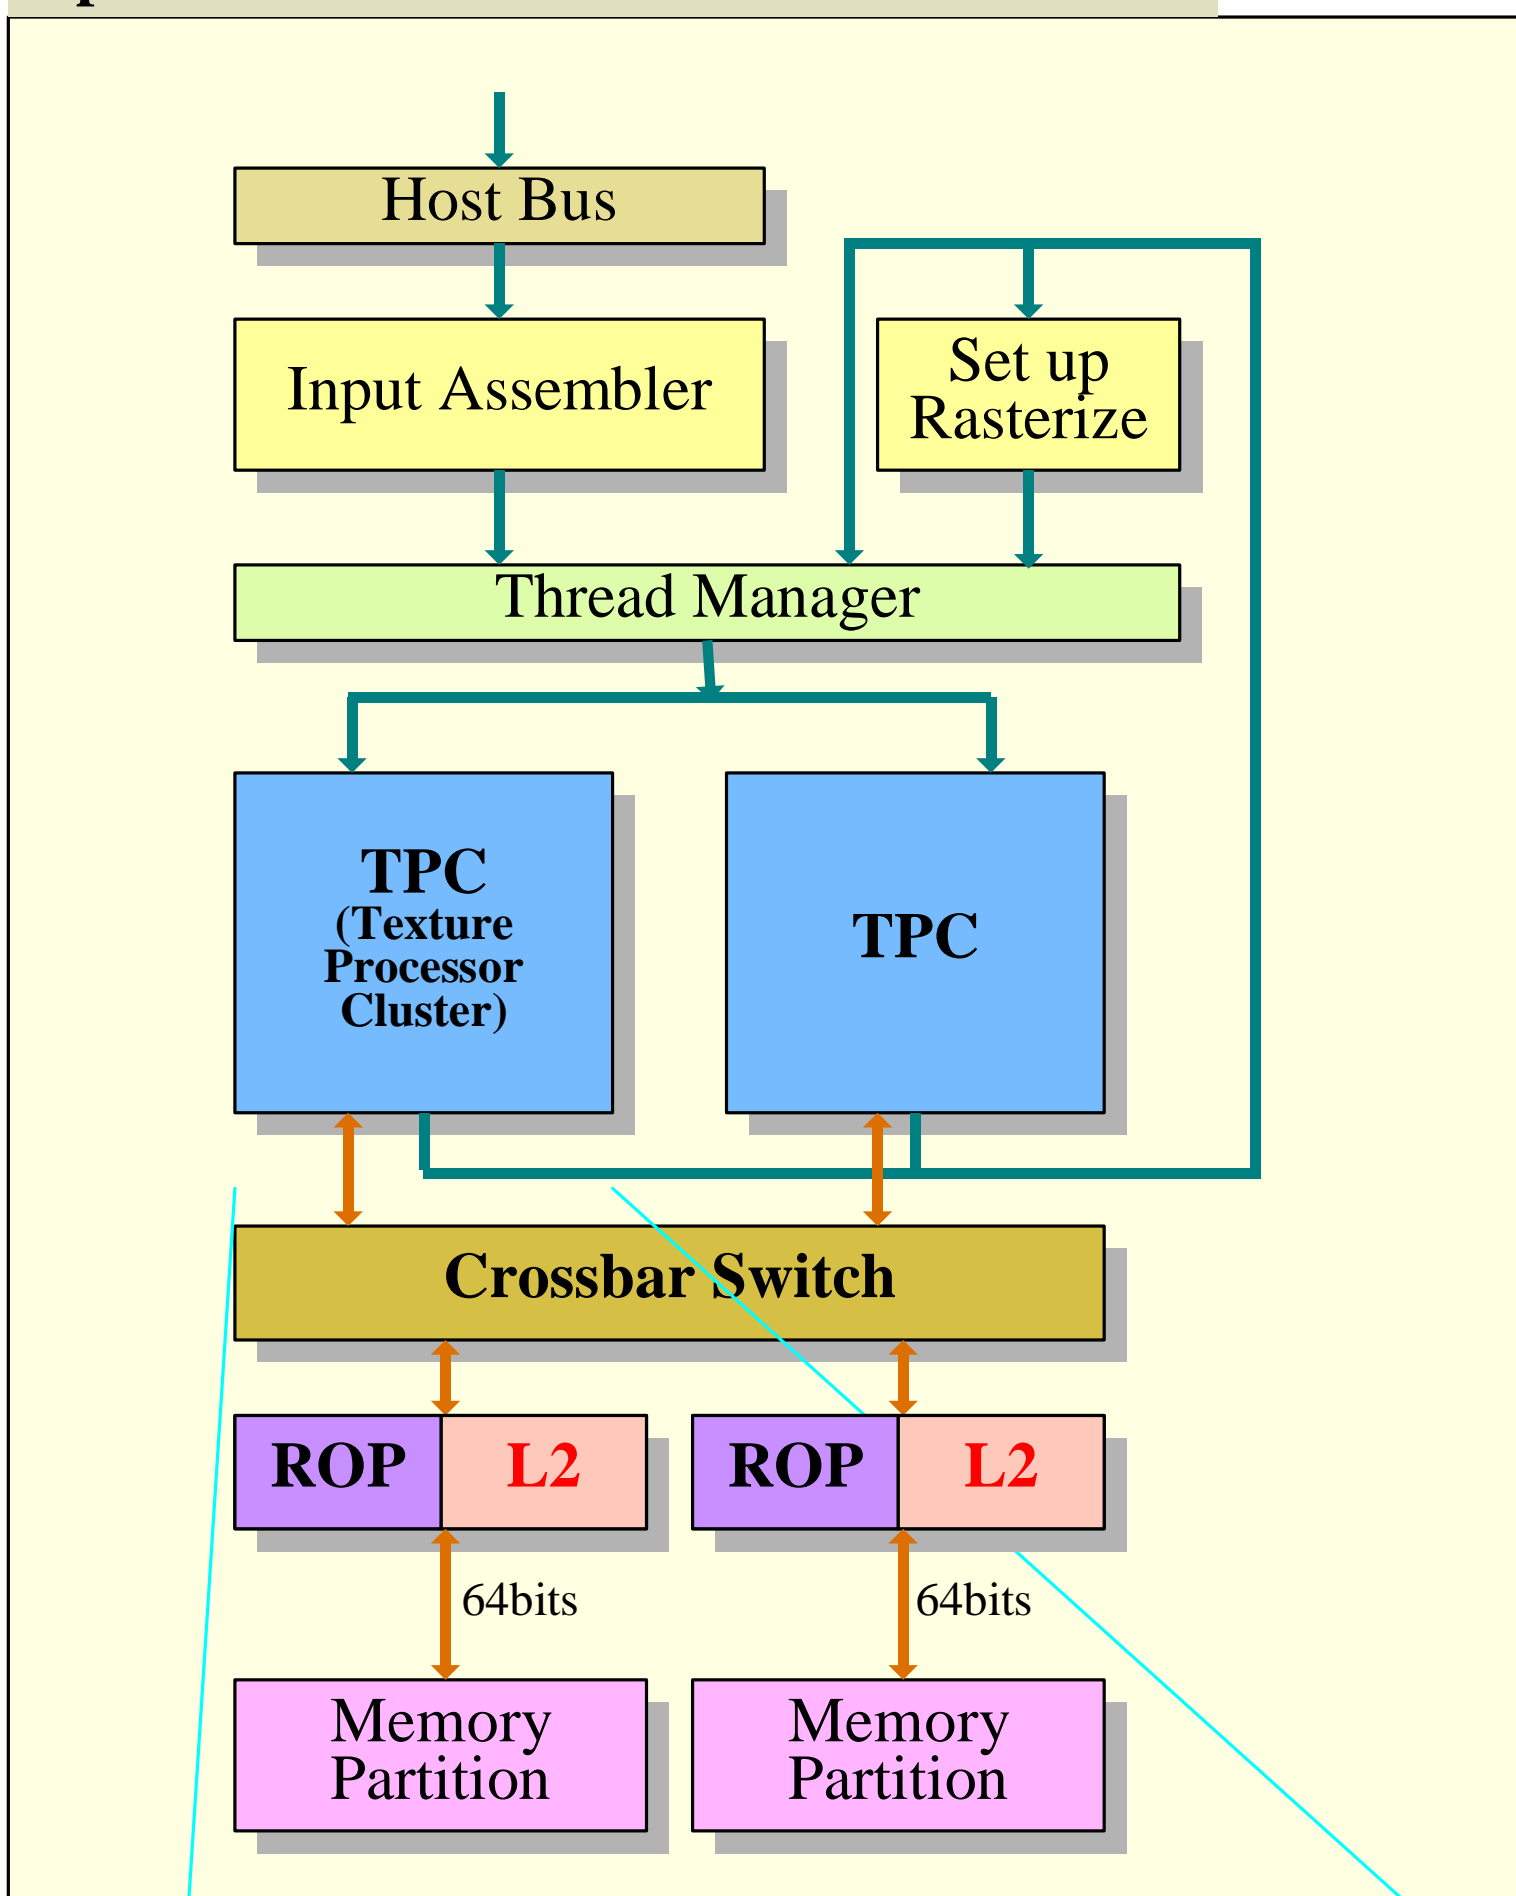 Host Bus
Input Assembler
Set up
Rasterize
Thread Manager
TPC
(Texture
Processor
Cluster)
TPC
Crossbar Switch
ROP
L2
ROP
L2
64bits
64bits
Memory
Partition
Memory
Partition